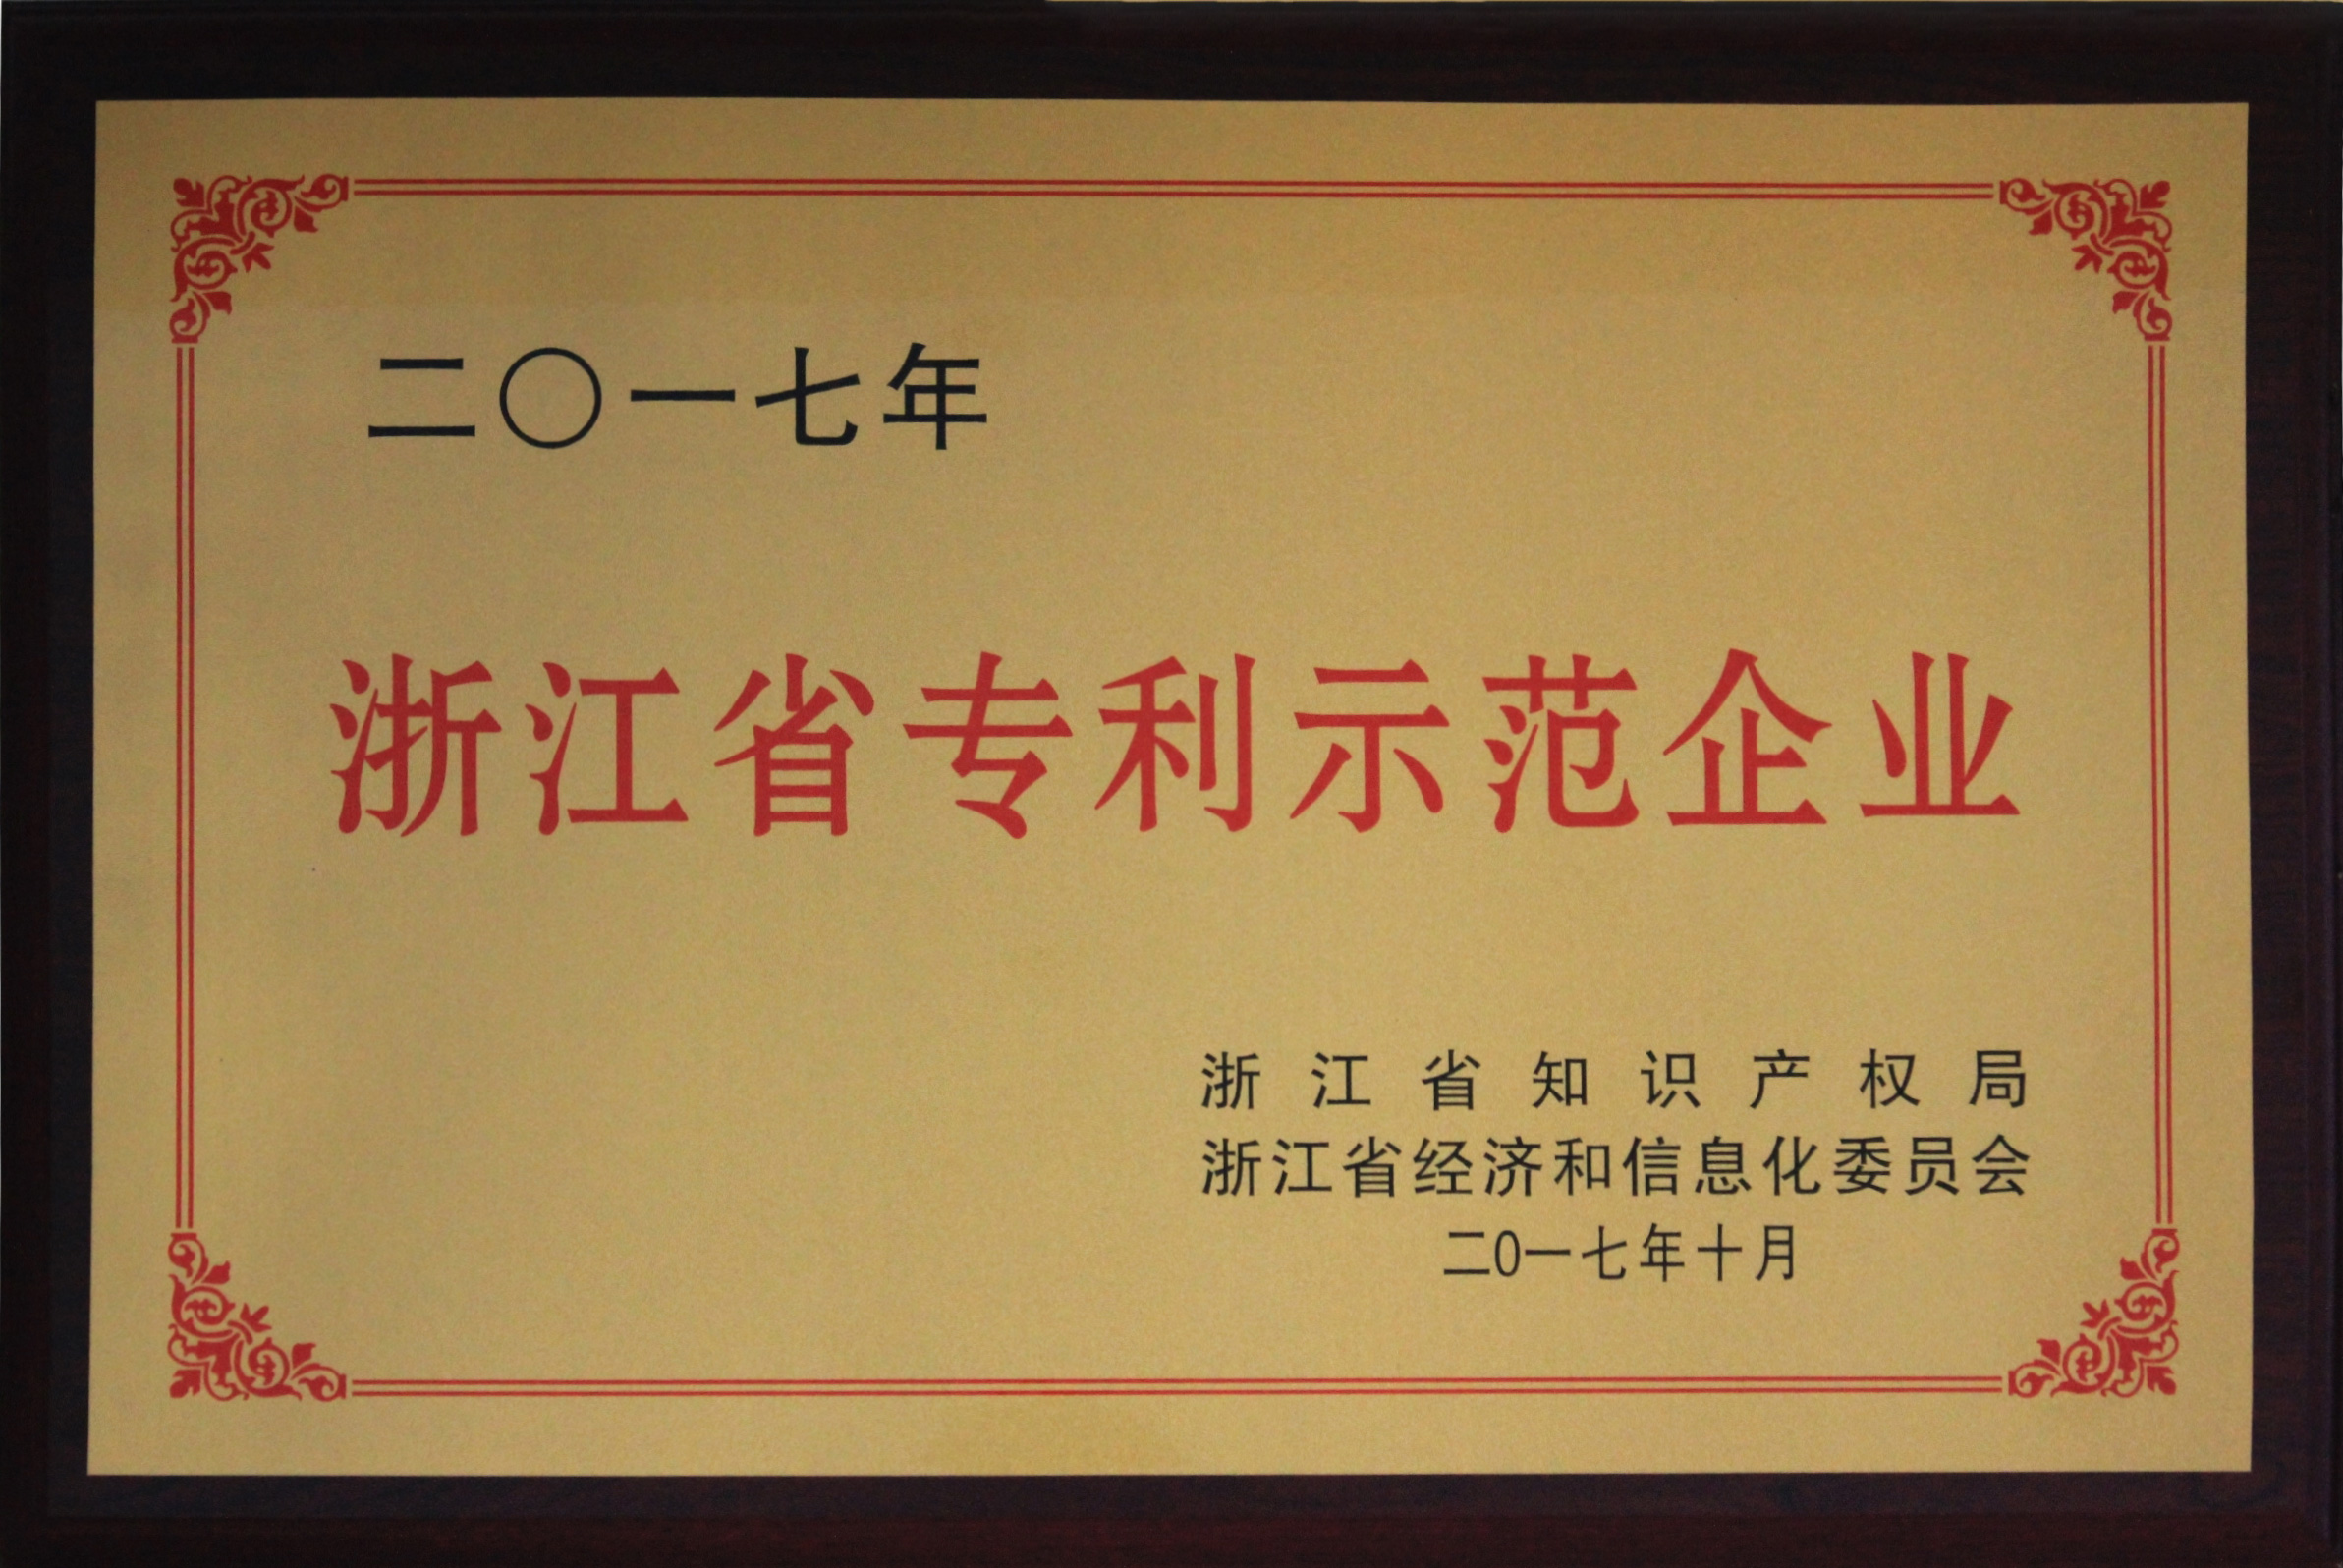 二〇一七年
浙江省专利示范企业
浙江省知识产权局
浙江省经济和信息化委员会
二0一七年十月